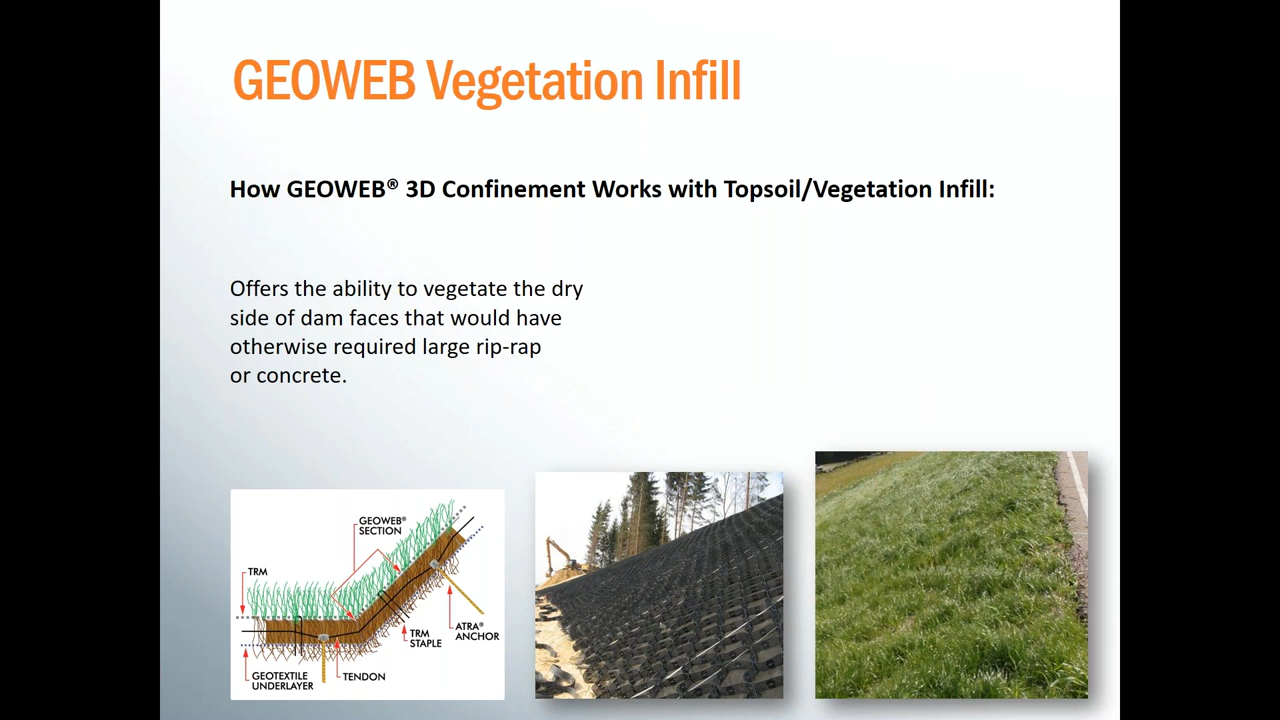 GEOWEB Vegetation Infill
How GEOWEB® 3D Confinement Works with Topsoil/Vegetation Infill:
Offers the ability to vegetate the dry
side of dam faces that would have
otherwise required large rip-rap
or concrete.
GEOWEB®
SECTION
TRM
TRM
STAPLE
ATRA®
ANCHOR
GEOTEXTILE
UNDERLAYER
TENDON